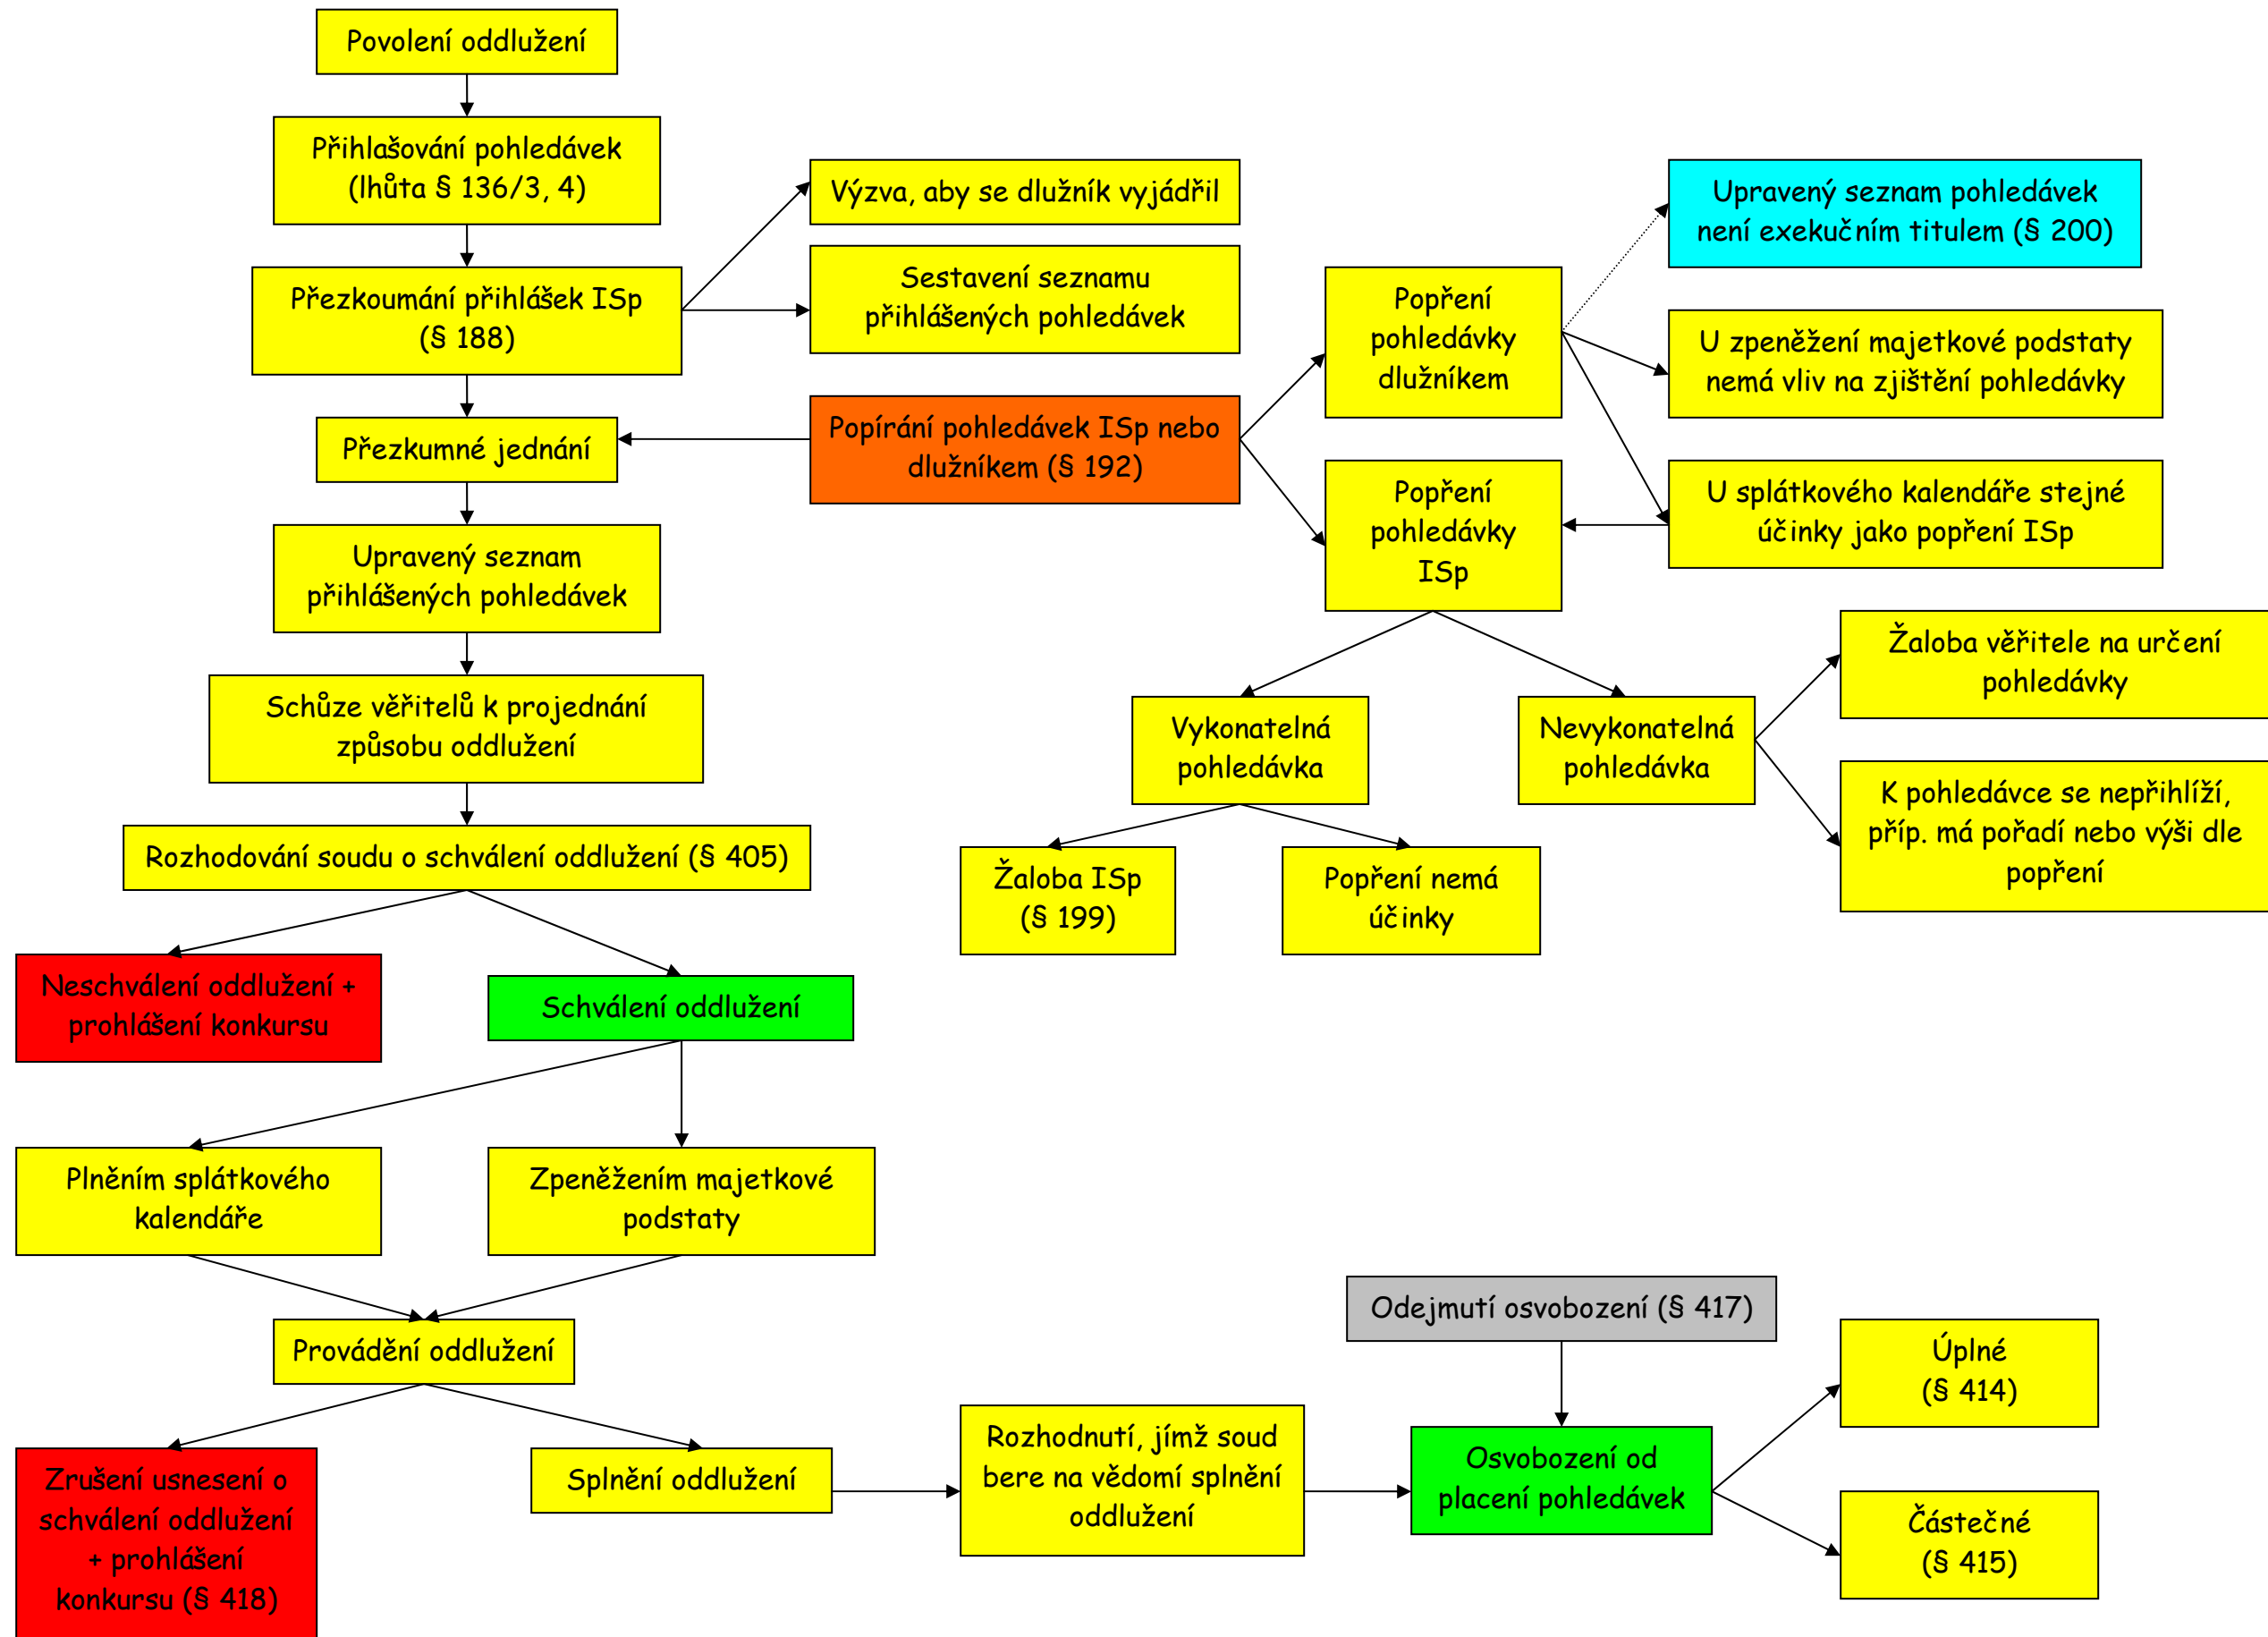 Povolení oddlužení
Přihlašování pohledávek
(lhůta § 136/3, 4)
Přezkoumání přihlášek ISp
(§ 188)
Výzva, aby se dlužník vyjádřil
Sestavení seznamu
přihlášených pohledávek
Přezkumné jednání
Popírání pohledávek ISp nebo
dlužníkem (§ 192)
Popření
pohledávky
dlužníkem
Upravený seznam pohledávek
není exekučním titulem (§ 200)
U zpeněžení majetkové podstaty
nemá vliv na zjištění pohledávky
U splátkového kalendáře stejné
účinky jako popření ISp
Popření
pohledávky
ISp
Upravený seznam
přihlášených pohledávek
Schůze věřitelů k projednání
způsobu oddlužení
Vykonatelná
pohledávka
Nevykonatelná
pohledávka
Žaloba věřitele na určení
pohledávky
K pohledávce se nepřihlíží,
příp. má pořadí nebo výši dle
popření
Žaloba ISp
(§ 199)
Popření nemá
účinky
Rozhodování soudu o schválení oddlužení (§ 405)
Neschválení oddlužení +
prohlášení konkursu
Schválení oddlužení
Plněním splátkového
kalendáře
Zpeněžením majetkové
podstaty
Provádění oddlužení
Zrušení usnesení o
schválení oddlužení
+ prohlášení
konkursu (§ 418)
Splnění oddlužení
Rozhodnutí, jímž soud
bere na vědomí splnění
oddlužení
Odejmutí osvobození (§ 417)
Osvobození od
placení pohledávek
Úplné
(§ 414)
Částečné
(§ 415)